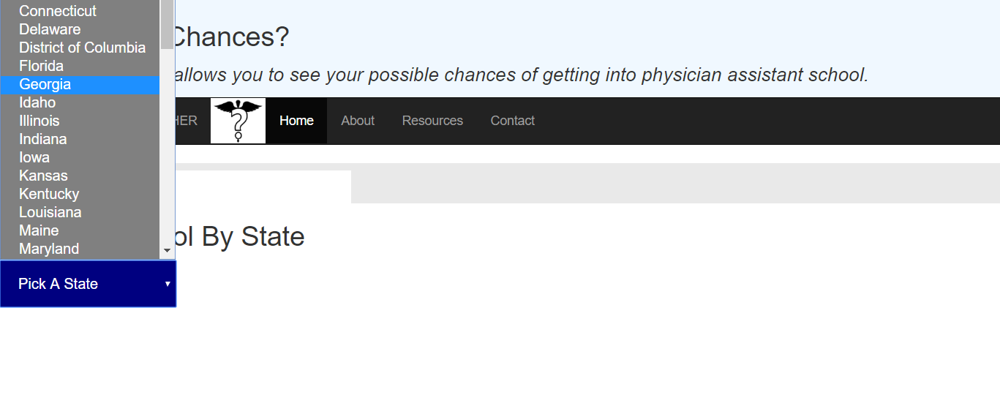 Connecticut
Delaware
District of Columbia
Florida
Georgia
Idaho
Illinois
Indiana
Iowa
Kansas
Kentucky
Louisiana
Maine
Maryland
Pick A State
Chances?
allows you to see your possible chances of getting into physician assistant school.
HER ? Home About Resources Contact
ol By State